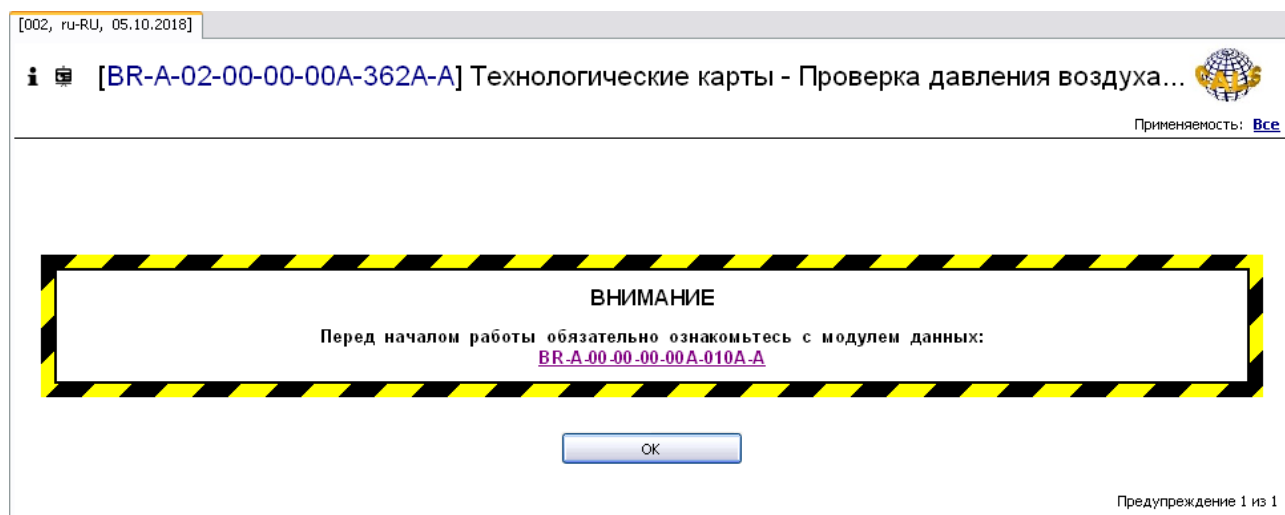 [002, ru-RU, 05.10.2018]
[BR-A-02-00-00-00A-362A-A] Технологические карты - Проверка давления воздуха...
CALS
Применяемость: Все
ВНИМАНИЕ
Перед началом работы обязательно ознакомьтесь с модулем данных:
BR-A-00-00-00-00A-010A-A
OK
Предупреждение 1 из 1